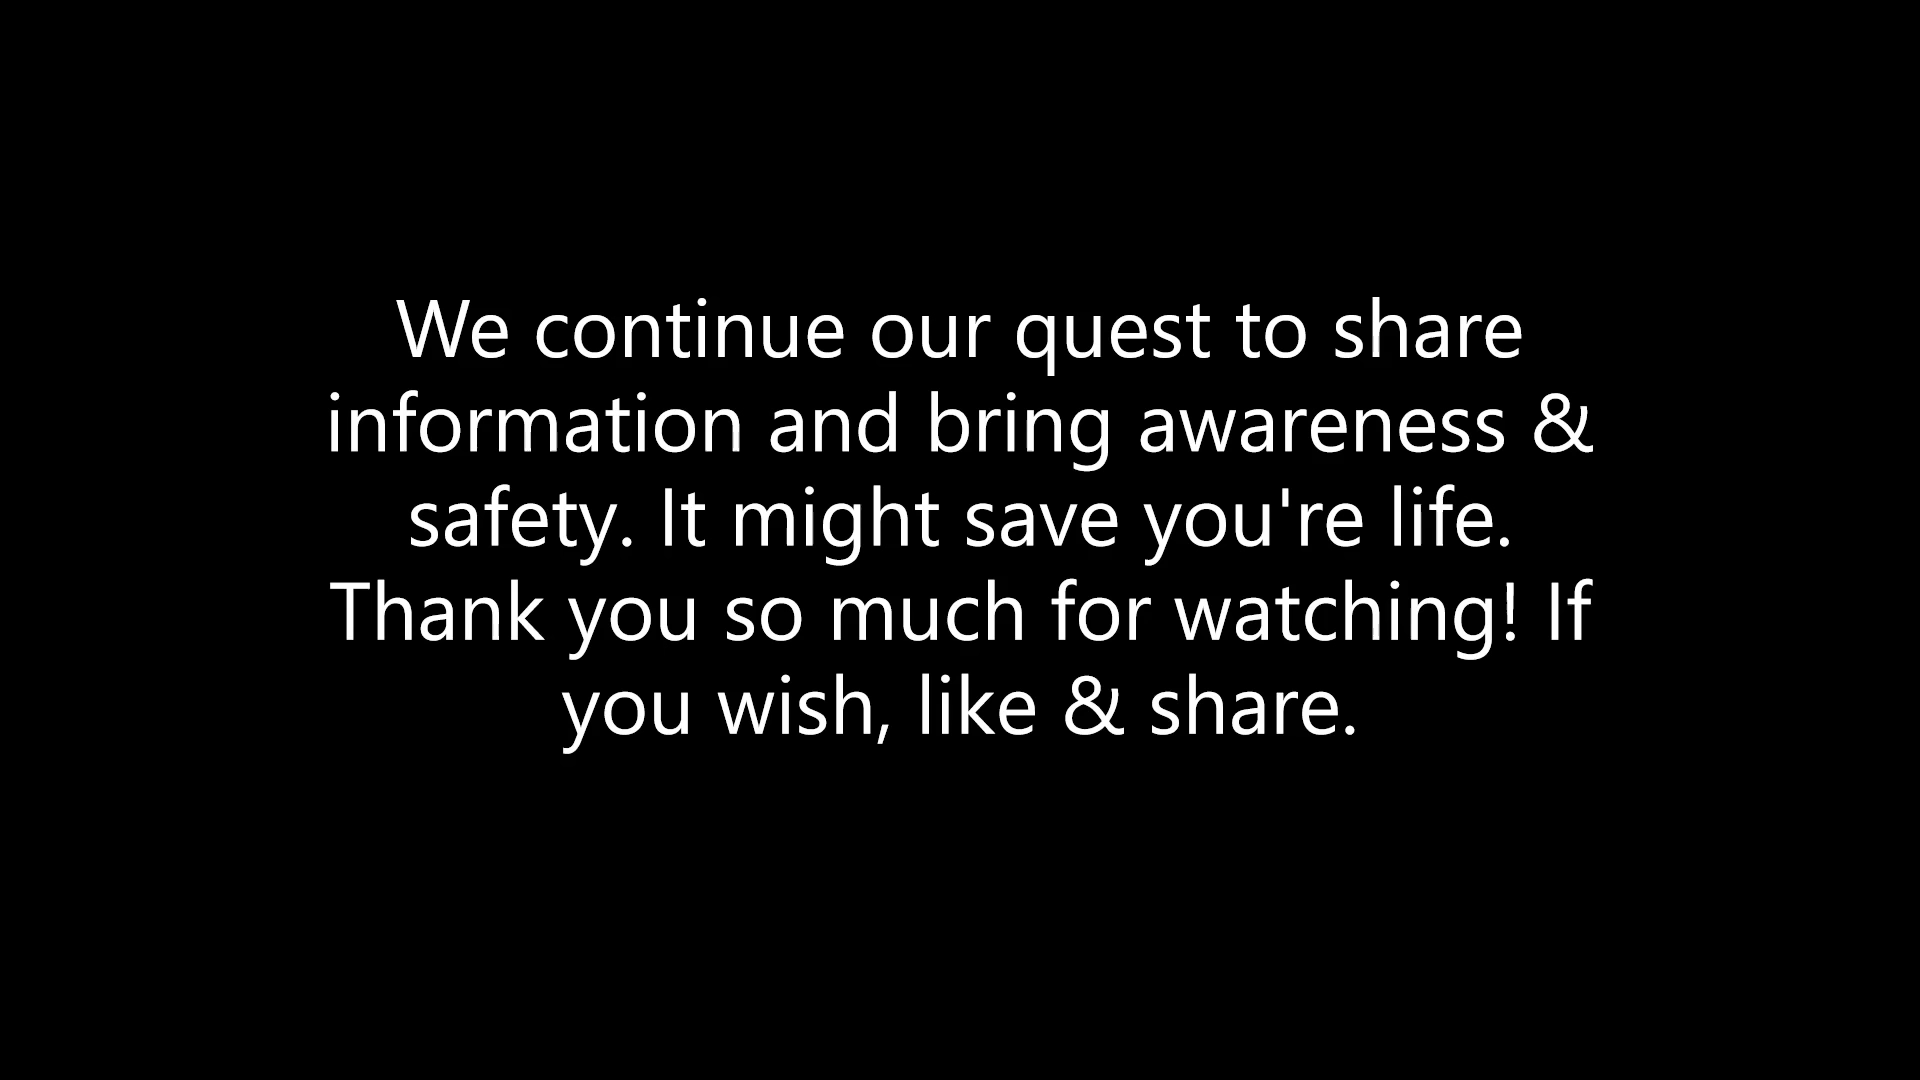 We continue our quest to share
information and bring awareness &
safety. It might save you're life.
Thank you so much for watching! If
you wish, like & share.